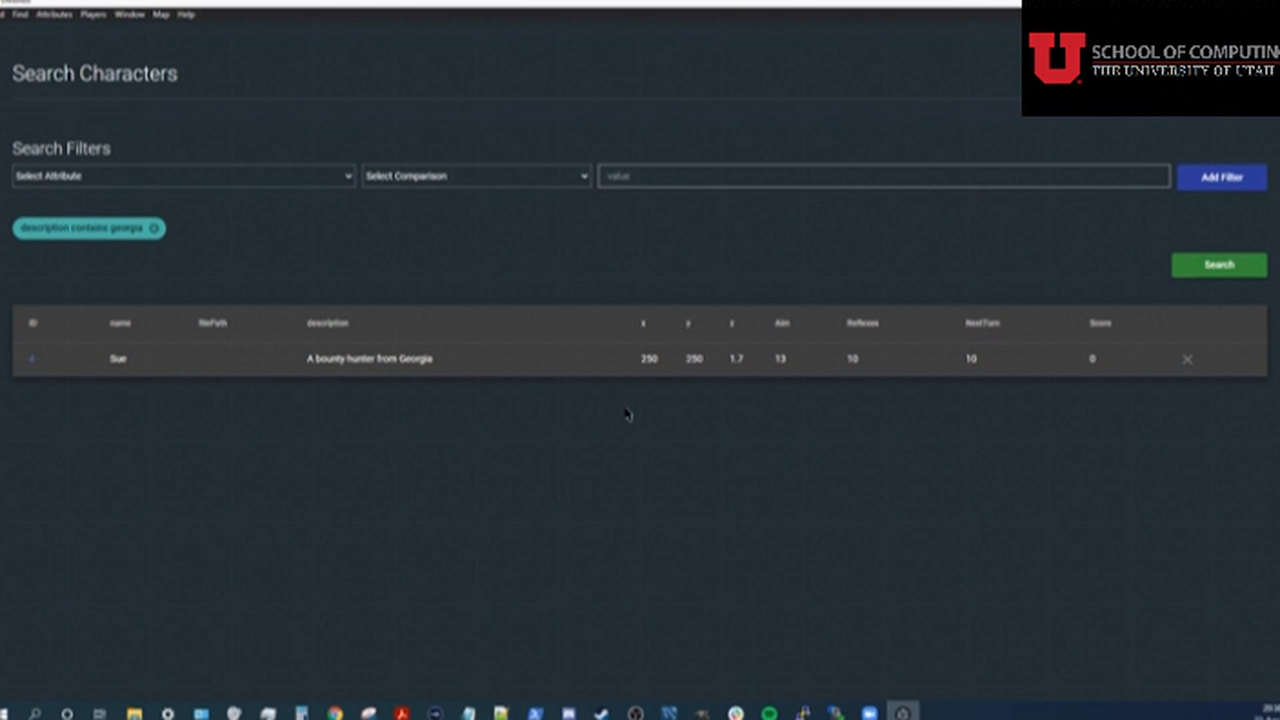 Find Attributes Players Window Map Help
SCHOOL OF COMPUTIN
THE UNIVERSITY OF UTAH
Search Characters
Search Filters
Select Attribute Select Comparison value Add Filter
description contains georgia
Search
ID name filePath description x y z Aim Reflexes NextTurn Score
4 Sue A bounty hunter from Georgia 250 250 1.7 13 10 10 0